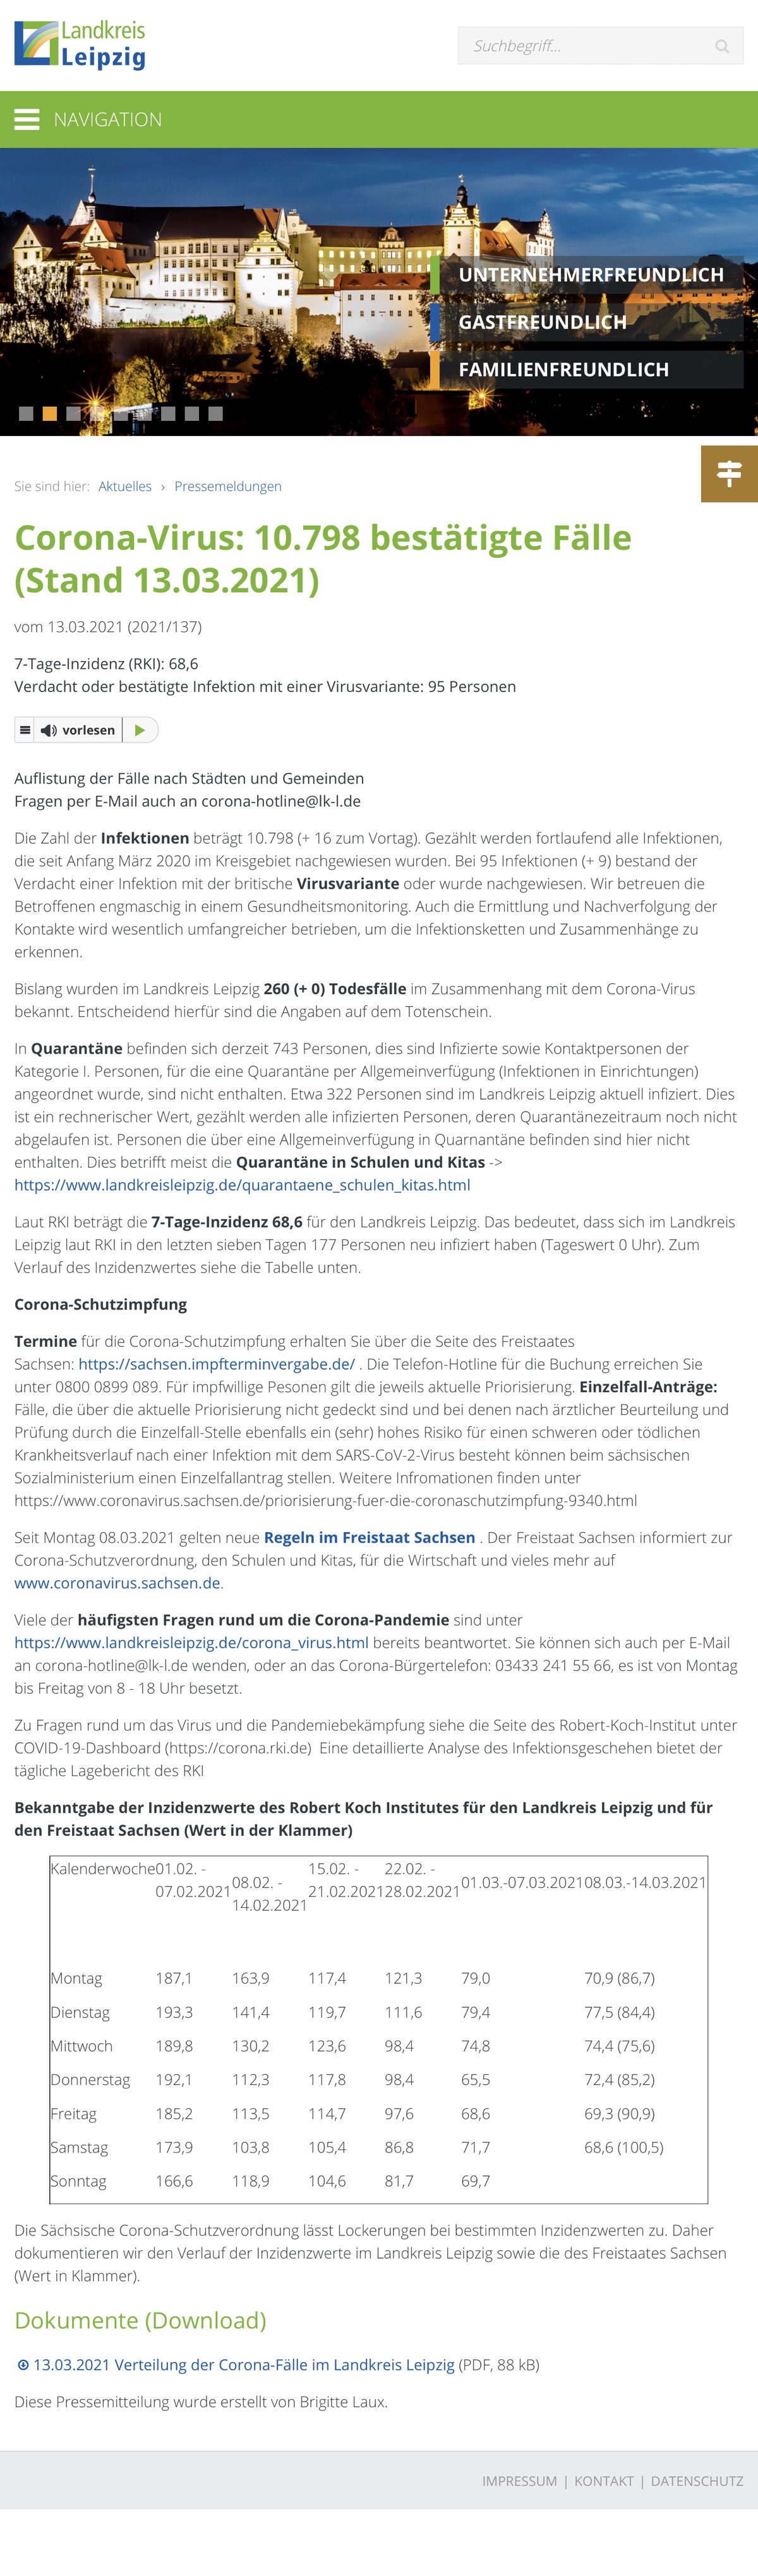 Landkreis
Leipzig
Suchbegriff...
NAVIGATION
UNTERNEHMERFREUNDLICH
GASTFREUNDLICH
FAMILIENFREUNDLICH
Sie sind hier: Aktuelles › Pressemeldungen
Corona-Virus: 10.798 bestätigte Fälle
(Stand 13.03.2021)
vom 13.03.2021 (2021/137)
7-Tage-Inzidenz (RKI): 68,6
Verdacht oder bestätigte Infektion mit einer Virusvariante: 95 Personen
vorlesen
Auflistung der Fälle nach Städten und Gemeinden
Fragen per E-Mail auch an corona-hotline@lk-l.de
Die Zahl der Infektionen beträgt 10.798 (+ 16 zum Vortag). Gezählt werden fortlaufend alle Infektionen,
die seit Anfang März 2020 im Kreisgebiet nachgewiesen wurden. Bei 95 Infektionen (+ 9) bestand der
Verdacht einer Infektion mit der britische Virusvariante oder wurde nachgewiesen. Wir betreuen die
Betroffenen engmaschig in einem Gesundheitsmonitoring. Auch die Ermittlung und Nachverfolgung der
Kontakte wird wesentlich umfangreicher betrieben, um die Infektionsketten und Zusammenhänge zu
erkennen.
Bislang wurden im Landkreis Leipzig 260 (+ 0) Todesfälle im Zusammenhang mit dem Corona-Virus
bekannt. Entscheidend hierfür sind die Angaben auf dem Totenschein.
In Quarantäne befinden sich derzeit 743 Personen, dies sind Infizierte sowie Kontaktpersonen der
Kategorie I. Personen, für die eine Quarantäne per Allgemeinverfügung (Infektionen in Einrichtungen)
angeordnet wurde, sind nicht enthalten. Etwa 322 Personen sind im Landkreis Leipzig aktuell infiziert. Dies
ist ein rechnerischer Wert, gezählt werden alle infizierten Personen, deren Quarantänezeitraum noch nicht
abgelaufen ist. Personen die über eine Allgemeinverfügung in Quarnantäne befinden sind hier nicht
enthalten. Dies betrifft meist die Quarantäne in Schulen und Kitas ->
https://www.landkreisleipzig.de/quarantaene_schulen_kitas.html
Laut RKI beträgt die 7-Tage-Inzidenz 68,6 für den Landkreis Leipzig. Das bedeutet, dass sich im Landkreis
Leipzig laut RKI in den letzten sieben Tagen 177 Personen neu infiziert haben (Tageswert 0 Uhr). Zum
Verlauf des Inzidenzwertes siehe die Tabelle unten.
Corona-Schutzimpfung
Termine für die Corona-Schutzimpfung erhalten Sie über die Seite des Freistaates
Sachsen: https://sachsen.impfterminvergabe.de/ . Die Telefon-Hotline für die Buchung erreichen Sie
unter 0800 0899 089. Für impfwillige Pesonen gilt die jeweils aktuelle Priorisierung. Einzelfall-Anträge:
Fälle, die über die aktuelle Priorisierung nicht gedeckt sind und bei denen nach ärztlicher Beurteilung und
Prüfung durch die Einzelfall-Stelle ebenfalls ein (sehr) hohes Risiko für einen schweren oder tödlichen
Krankheitsverlauf nach einer Infektion mit dem SARS-CoV-2-Virus besteht können beim sächsischen
Sozialministerium einen Einzelfallantrag stellen. Weitere Infromationen finden unter
https://www.coronavirus.sachsen.de/priorisierung-fuer-die-coronaschutzimpfung-9340.html
Seit Montag 08.03.2021 gelten neue Regeln im Freistaat Sachsen . Der Freistaat Sachsen informiert zur
Corona-Schutzverordnung, den Schulen und Kitas, für die Wirtschaft und vieles mehr auf
www.coronavirus.sachsen.de.
Viele der häufigsten Fragen rund um die Corona-Pandemie sind unter
https://www.landkreisleipzig.de/corona_virus.html bereits beantwortet. Sie können sich auch per E-Mail
an corona-hotline@lk-l.de wenden, oder an das Corona-Bürgertelefon: 03433 241 55 66, es ist von Montag
bis Freitag von 8 - 18 Uhr besetzt.
Zu Fragen rund um das Virus und die Pandemiebekämpfung siehe die Seite des Robert-Koch-Institut unter
COVID-19-Dashboard (https://corona.rki.de)  Eine detaillierte Analyse des Infektionsgeschehen bietet der
tägliche Lagebericht des RKI
Bekanntgabe der Inzidenzwerte des Robert Koch Institutes für den Landkreis Leipzig und für
den Freistaat Sachsen (Wert in der Klammer)
Kalenderwoche 01.02. - 07.02.2021 08.02. - 14.02.2021 15.02. - 21.02.2021 22.02. - 28.02.2021 01.03.-07.03.2021 08.03.-14.03.2021
Montag 187,1 163,9 117,4 121,3 79,0 70,9 (86,7)
Dienstag 193,3 141,4 119,7 111,6 79,4 77,5 (84,4)
Mittwoch 189,8 130,2 123,6 98,4 74,8 74,4 (75,6)
Donnerstag 192,1 112,3 117,8 98,4 65,5 72,4 (85,2)
Freitag 185,2 113,5 114,7 97,6 68,6 69,3 (90,9)
Samstag 173,9 103,8 105,4 86,8 71,7 68,6 (100,5)
Sonntag 166,6 118,9 104,6 81,7 69,7
Die Sächsische Corona-Schutzverordnung lässt Lockerungen bei bestimmten Inzidenzwerten zu. Daher
dokumentieren wir den Verlauf der Inzidenzwerte im Landkreis Leipzig sowie die des Freistaates Sachsen
(Wert in Klammer).
Dokumente (Download)
13.03.2021 Verteilung der Corona-Fälle im Landkreis Leipzig (PDF, 88 kB)
Diese Pressemitteilung wurde erstellt von Brigitte Laux.
IMPRESSUM | KONTAKT | DATENSCHUTZ